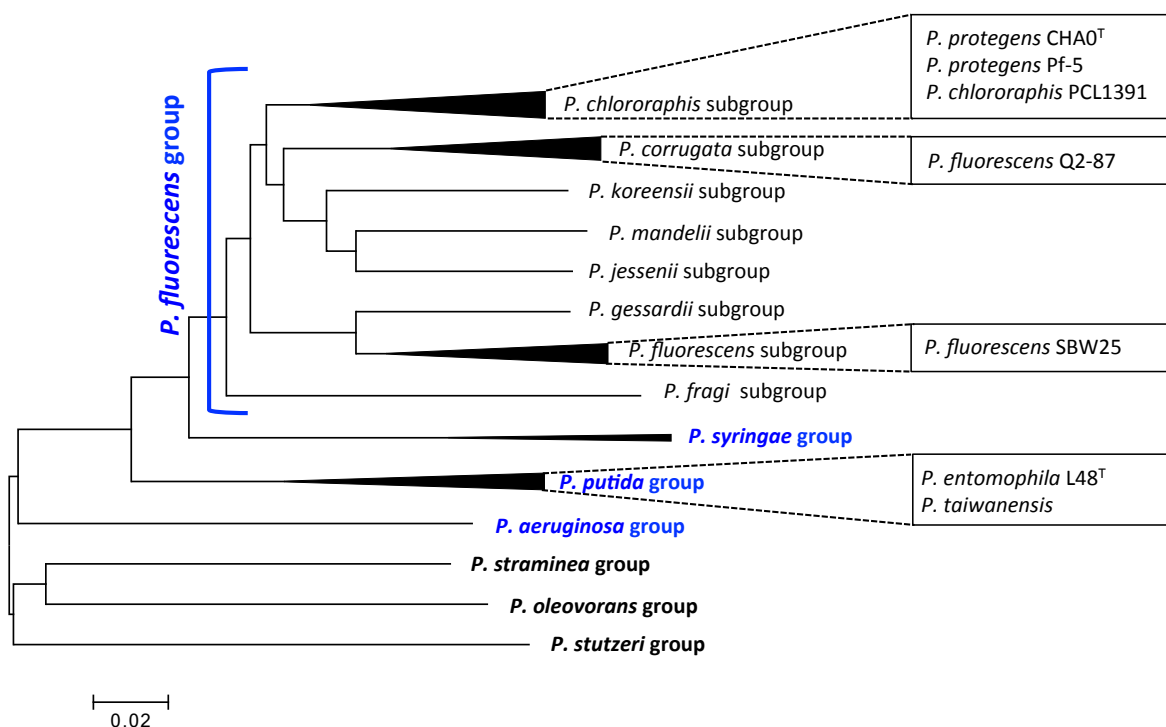 P. protegens CHA0ᵀ
P. protegens Pf-5
P. chlororaphis PCL1391
P. chlororaphis subgroup
P. corrugata subgroup
P. fluorescens Q2-87
P. koreensii subgroup
P. mandelii subgroup
P. jessenii subgroup
P. gessardii subgroup
P. fluorescens subgroup
P. fluorescens SBW25
P. fragi subgroup
P. fluorescens group
P. syringae group
P. putida group
P. entomophila L48ᵀ
P. taiwanensis
P. aeruginosa group
P. straminea group
P. oleovorans group
P. stutzeri group
0.02